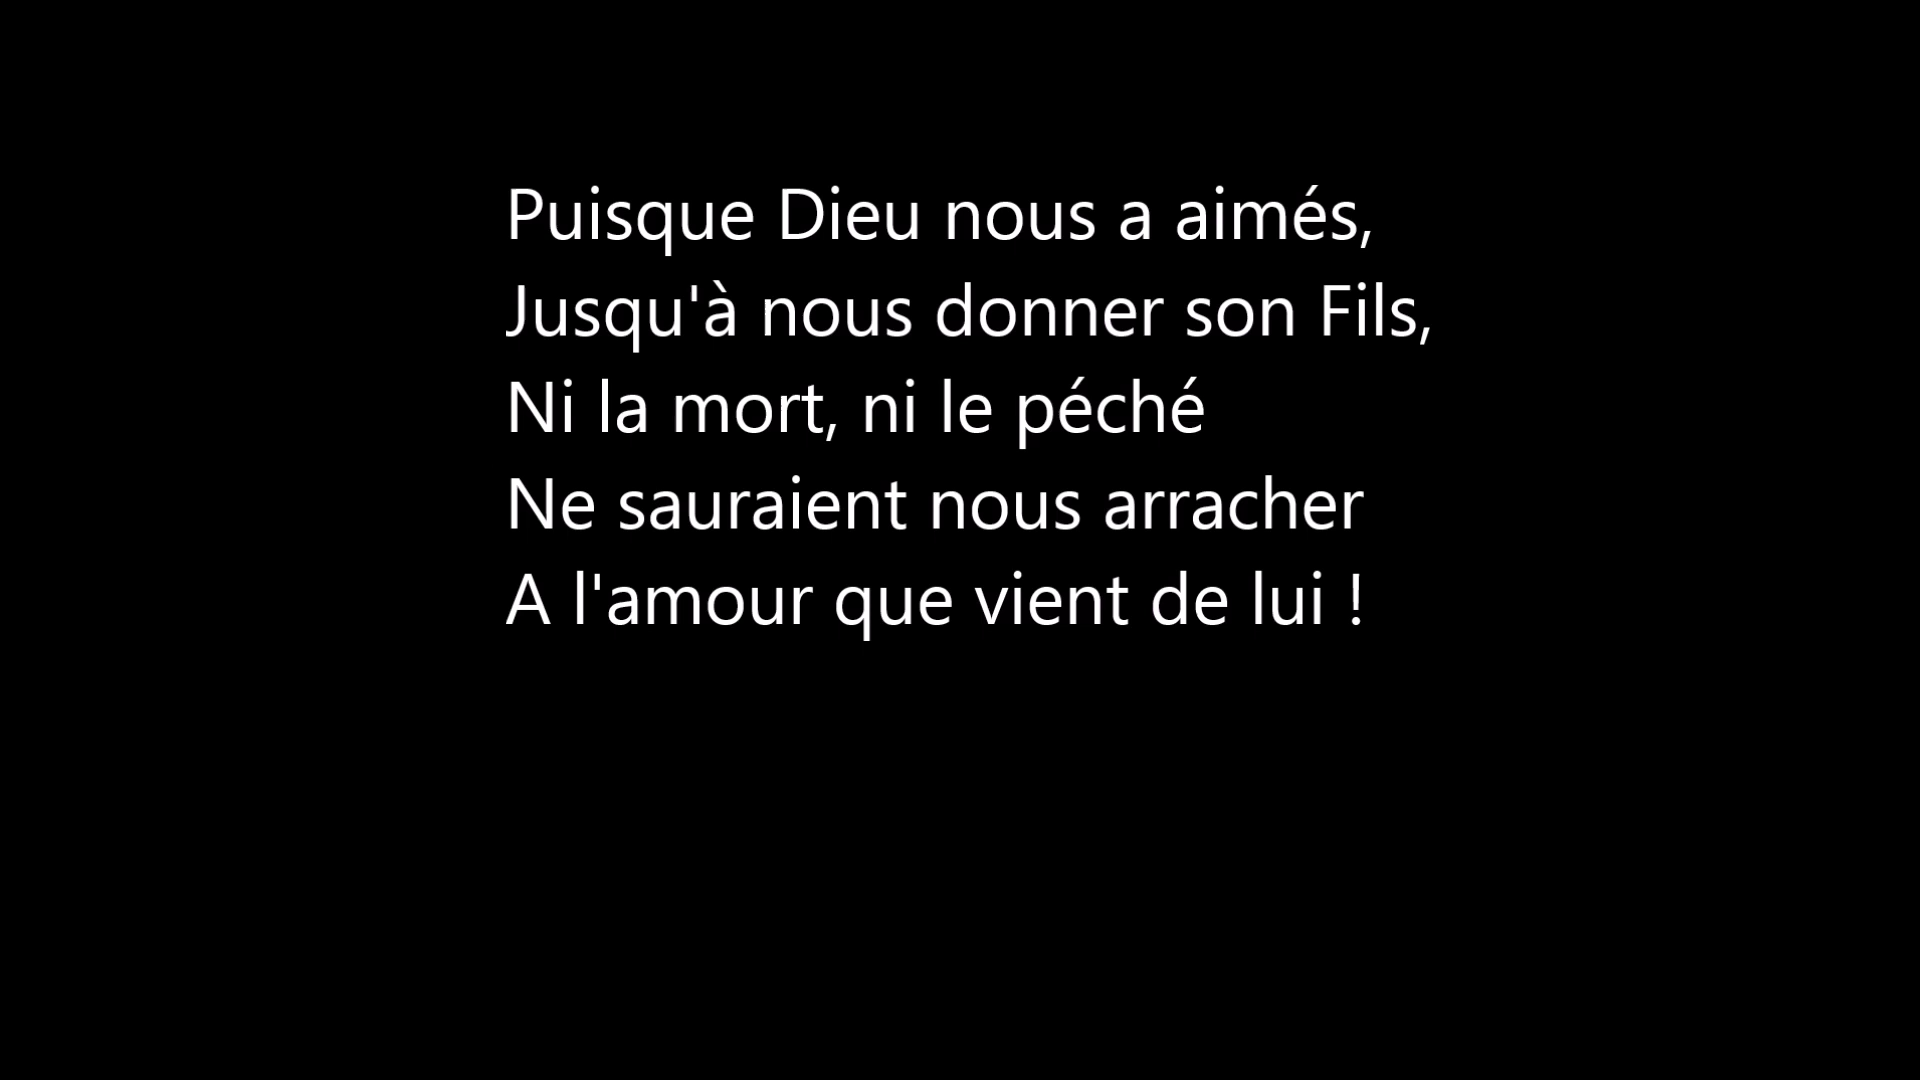 Puisque Dieu nous a aimés,
Jusqu'à nous donner son Fils,
Ni la mort, ni le péché
Ne sauraient nous arracher
A l'amour que vient de lui !